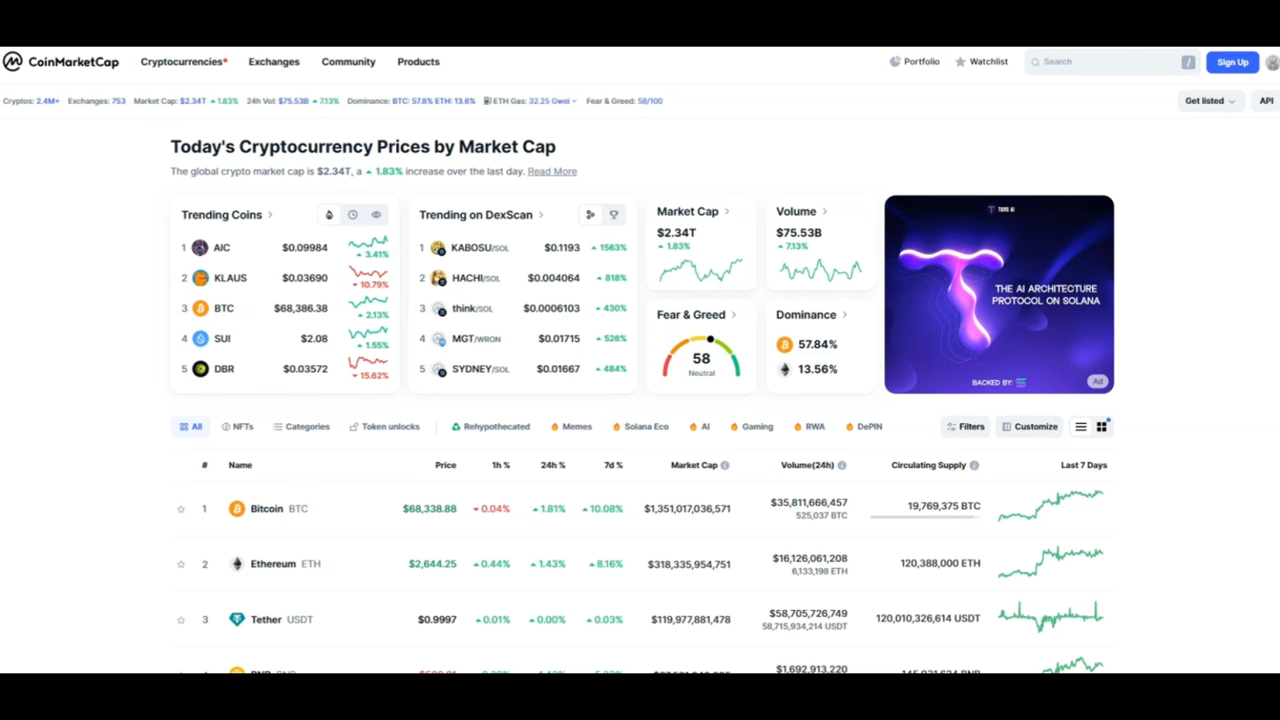 CoinMarketCap Cryptocurrencies Exchanges Community Products Portfolio Watchlist Search / Sign Up
Cryptos: 2.4M+ Exchanges: 753 Market Cap: $2.34T 1.83% 24h Vol: $75.53B 7.13% Dominance: BTC: 57.8% ETH: 13.6% ETH Gas: 32.25 Gwei Fear & Greed: 58/100 Get listed API
Today's Cryptocurrency Prices by Market Cap
The global crypto market cap is $2.34T, a 1.83% increase over the last day. Read More
Trending Coins
1 AIC $0.09984 3.41%
2 KLAUS $0.03690 10.79%
3 BTC $68,386.38 2.13%
4 SUI $2.08 1.55%
5 DBR $0.03572 15.62%
Trending on DexScan
1 KABOSU/SOL $0.1193 1563%
2 HACHI/SOL $0.004064 818%
3 think/SOL $0.0006103 430%
4 MGT/WRON $0.01715 526%
5 SYDNEY/SOL $0.01667 484%
Market Cap
$2.34T
1.83%
Volume
$75.53B
7.13%
Fear & Greed
58
Neutral
Dominance
57.84%
13.56%
TARS AI
THE AI ARCHITECTURE
PROTOCOL ON SOLANA
BACKED BY:
Ad
All NFTs Categories Token unlocks Rehypothecated Memes Solana Eco AI Gaming RWA DePIN Filters Customize
# Name Price 1h % 24h % 7d % Market Cap Volume(24h) Circulating Supply Last 7 Days
1 Bitcoin BTC $68,338.88 0.04% 1.81% 10.08% $1,351,017,036,571 $35,811,666,457 19,769,375 BTC
525,037 BTC
2 Ethereum ETH $2,644.25 0.44% 1.43% 8.16% $318,335,954,751 $16,126,061,208 120,388,000 ETH
6,133,198 ETH
3 Tether USDT $0.9997 0.01% 0.00% 0.03% $119,977,881,478 $58,705,726,749 120,010,326,614 USDT
58,715,934,214 USDT
$1,692,913,220